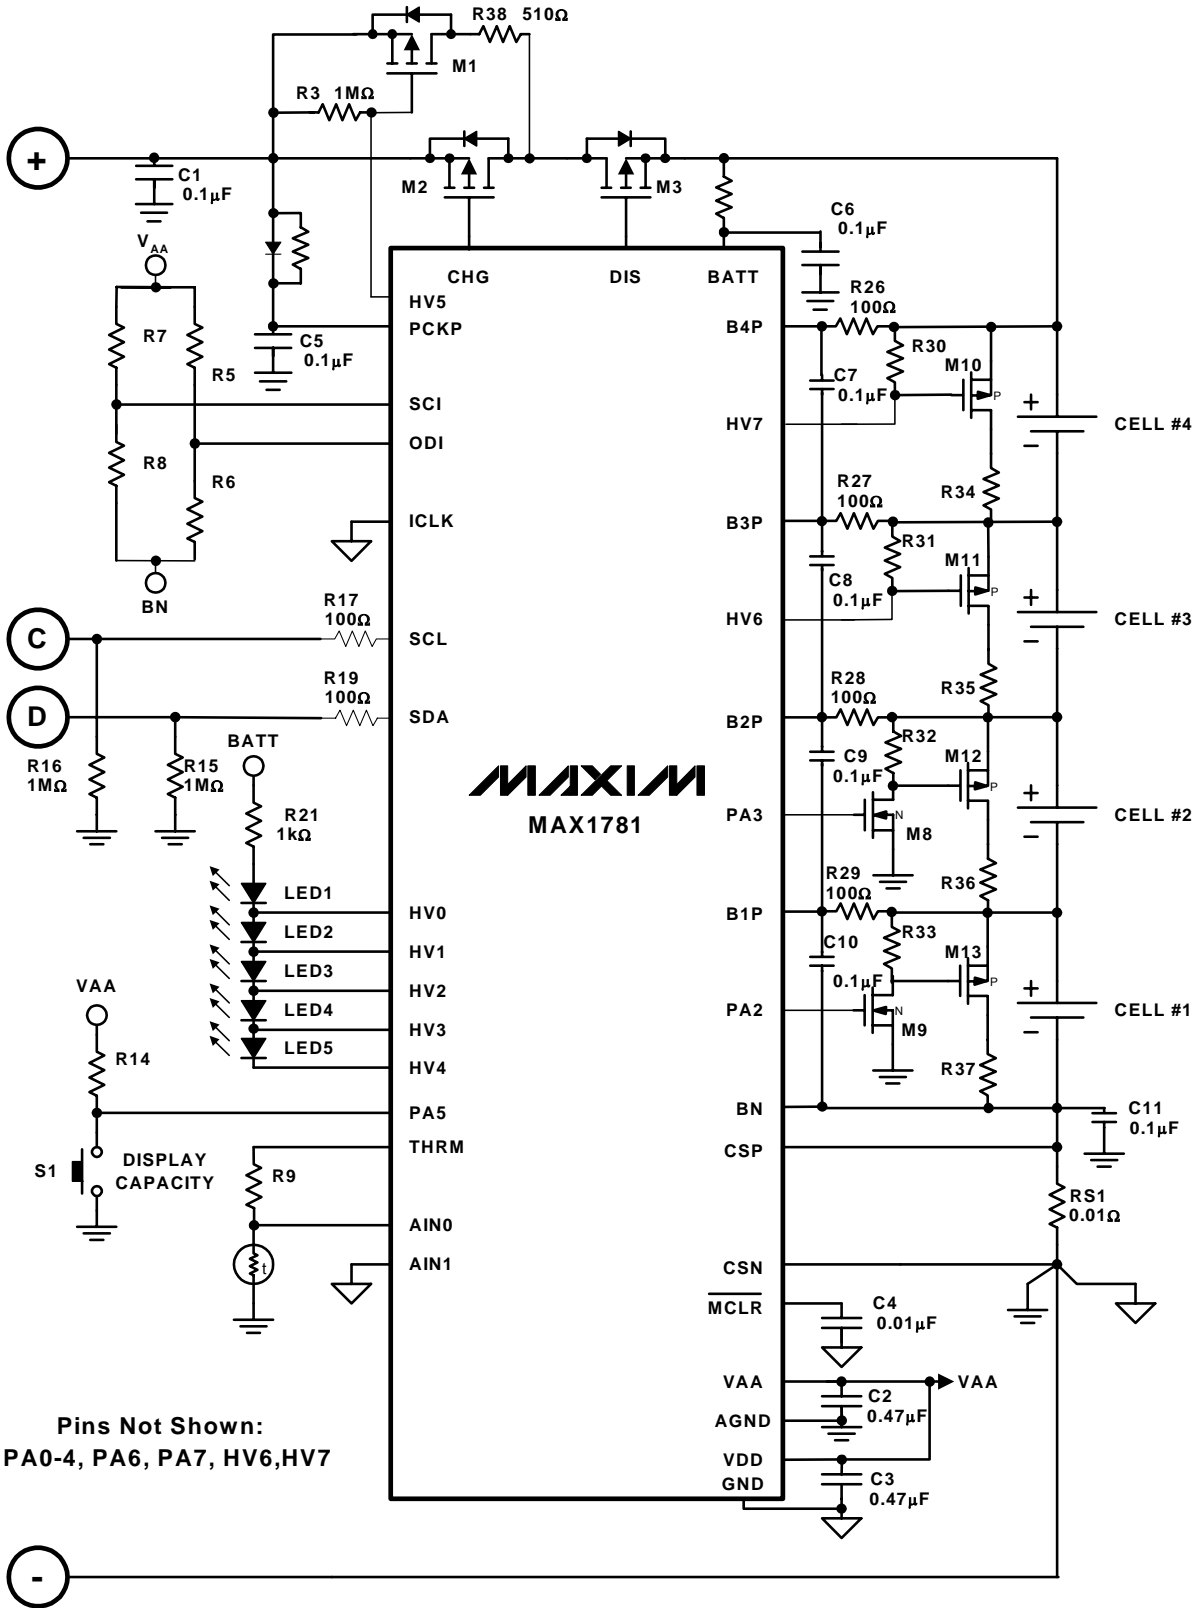 R38 510Ω
M1
R3 1MΩ
+
C1
0.1μF
M2
M3
C6
0.1μF
VAA
CHG
DIS
BATT
HV5
PCKP
C5
0.1μF
R7
R5
SCI
ODI
R8
R6
ICLK
BN
C
R17
100Ω
SCL
D
R19
100Ω
SDA
R16
1MΩ
R15
1MΩ
BATT
R21
1kΩ
LED1
HV0
LED2
HV1
LED3
HV2
LED4
HV3
LED5
HV4
VAA
R14
PA5
S1
DISPLAY
CAPACITY
THRM
R9
AIN0
t
AIN1
MAXIM
MAX1781
B4P
R26
100Ω
R30
M10
P
C7
0.1μF
HV7
+
−
CELL #4
R34
B3P
R27
100Ω
R31
M11
P
C8
0.1μF
HV6
+
−
CELL #3
R35
B2P
R28
100Ω
R32
M12
P
C9
0.1μF
PA3
N
M8
+
−
CELL #2
R36
B1P
R29
100Ω
R33
M13
P
C10
0.1μF
PA2
N
M9
+
−
CELL #1
R37
BN
C11
0.1μF
CSP
RS1
0.01Ω
CSN
MCLR
C4
0.01μF
VAA
VAA
C2
0.47μF
AGND
VDD
C3
0.47μF
GND
Pins Not Shown:
PA0-4, PA6, PA7, HV6,HV7
-